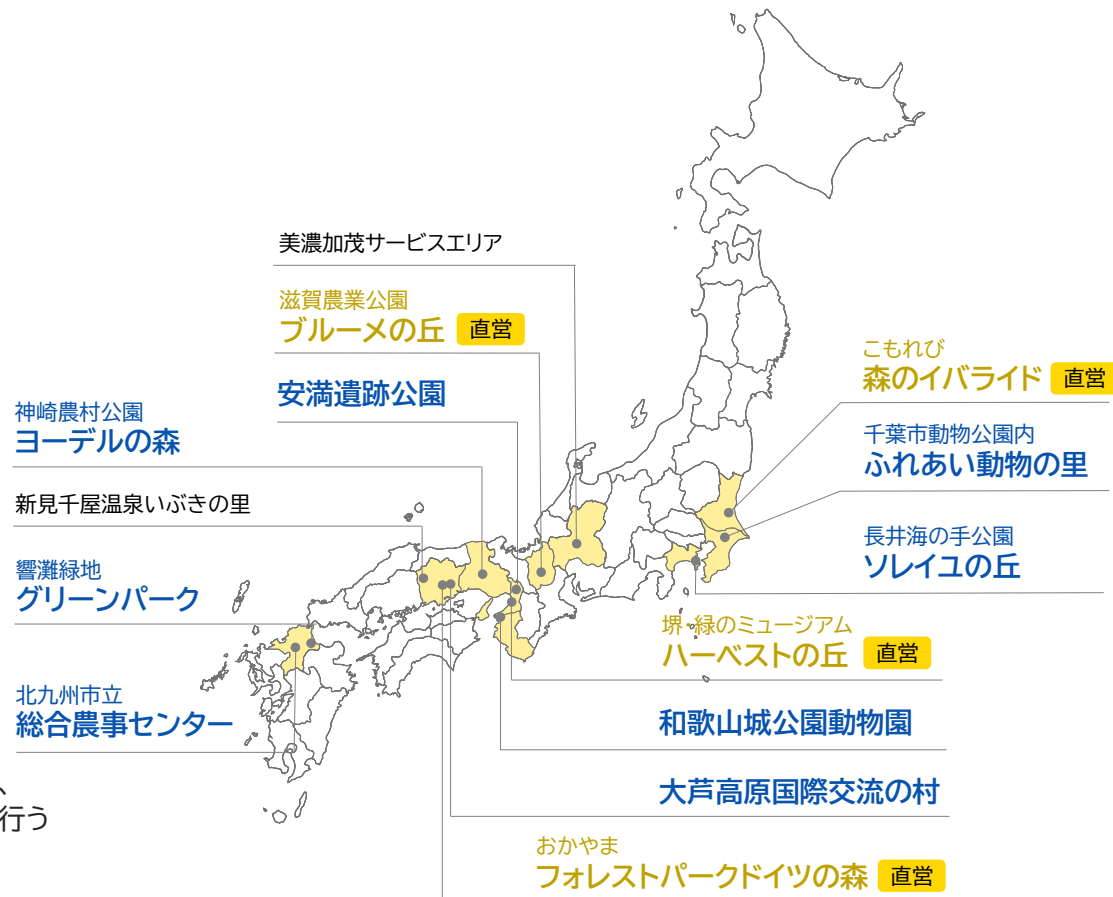 美濃加茂サービスエリア
滋賀農業公園
ブルーメの丘 直営
安満遺跡公園
神崎農村公園
ヨーデルの森
新見千屋温泉いぶきの里
響灘緑地
グリーンパーク
北九州市立
総合農事センター
、
行う
こもれび
森のイバライド 直営
千葉市動物公園内
ふれあい動物の里
長井海の手公園
ソレイユの丘
堺・緑のミュージアム
ハーベストの丘 直営
和歌山城公園動物園
大芦高原国際交流の村
おかやま
フォレストパークドイツの森 直営